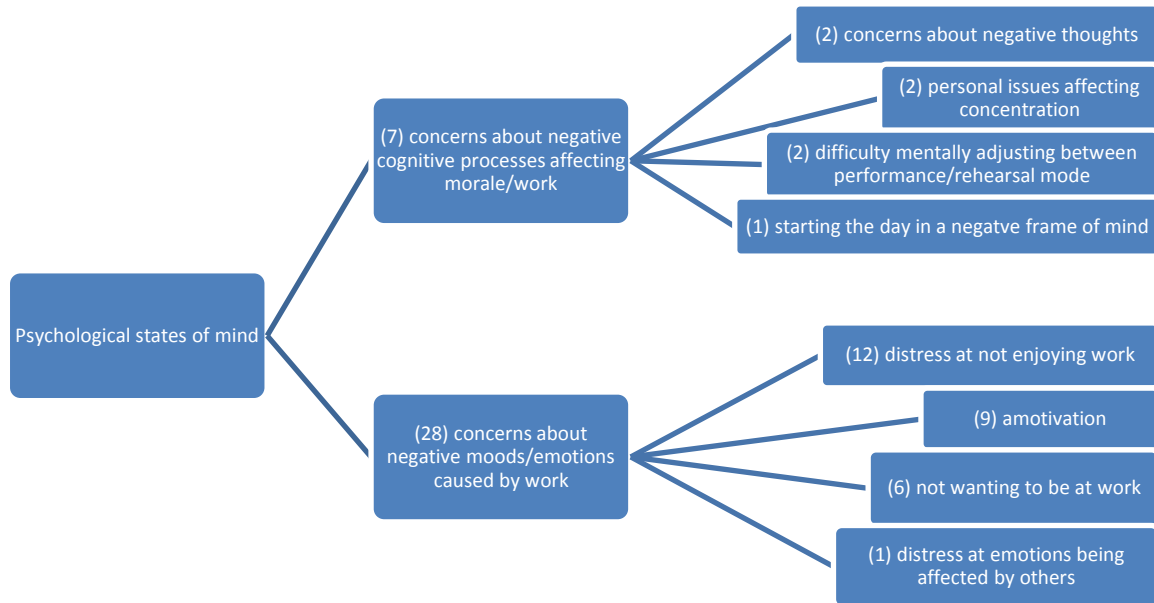 Psychological states of mind
(7) concerns about negative
cognitive processes affecting
morale/work
(2) concerns about negative thoughts
(2) personal issues affecting
concentration
(2) difficulty mentally adjusting between
performance/rehearsal mode
(1) starting the day in a negatve frame of mind
(28) concerns about
negative moods/emotions
caused by work
(12) distress at not enjoying work
(9) amotivation
(6) not wanting to be at work
(1) distress at emotions being
affected by others